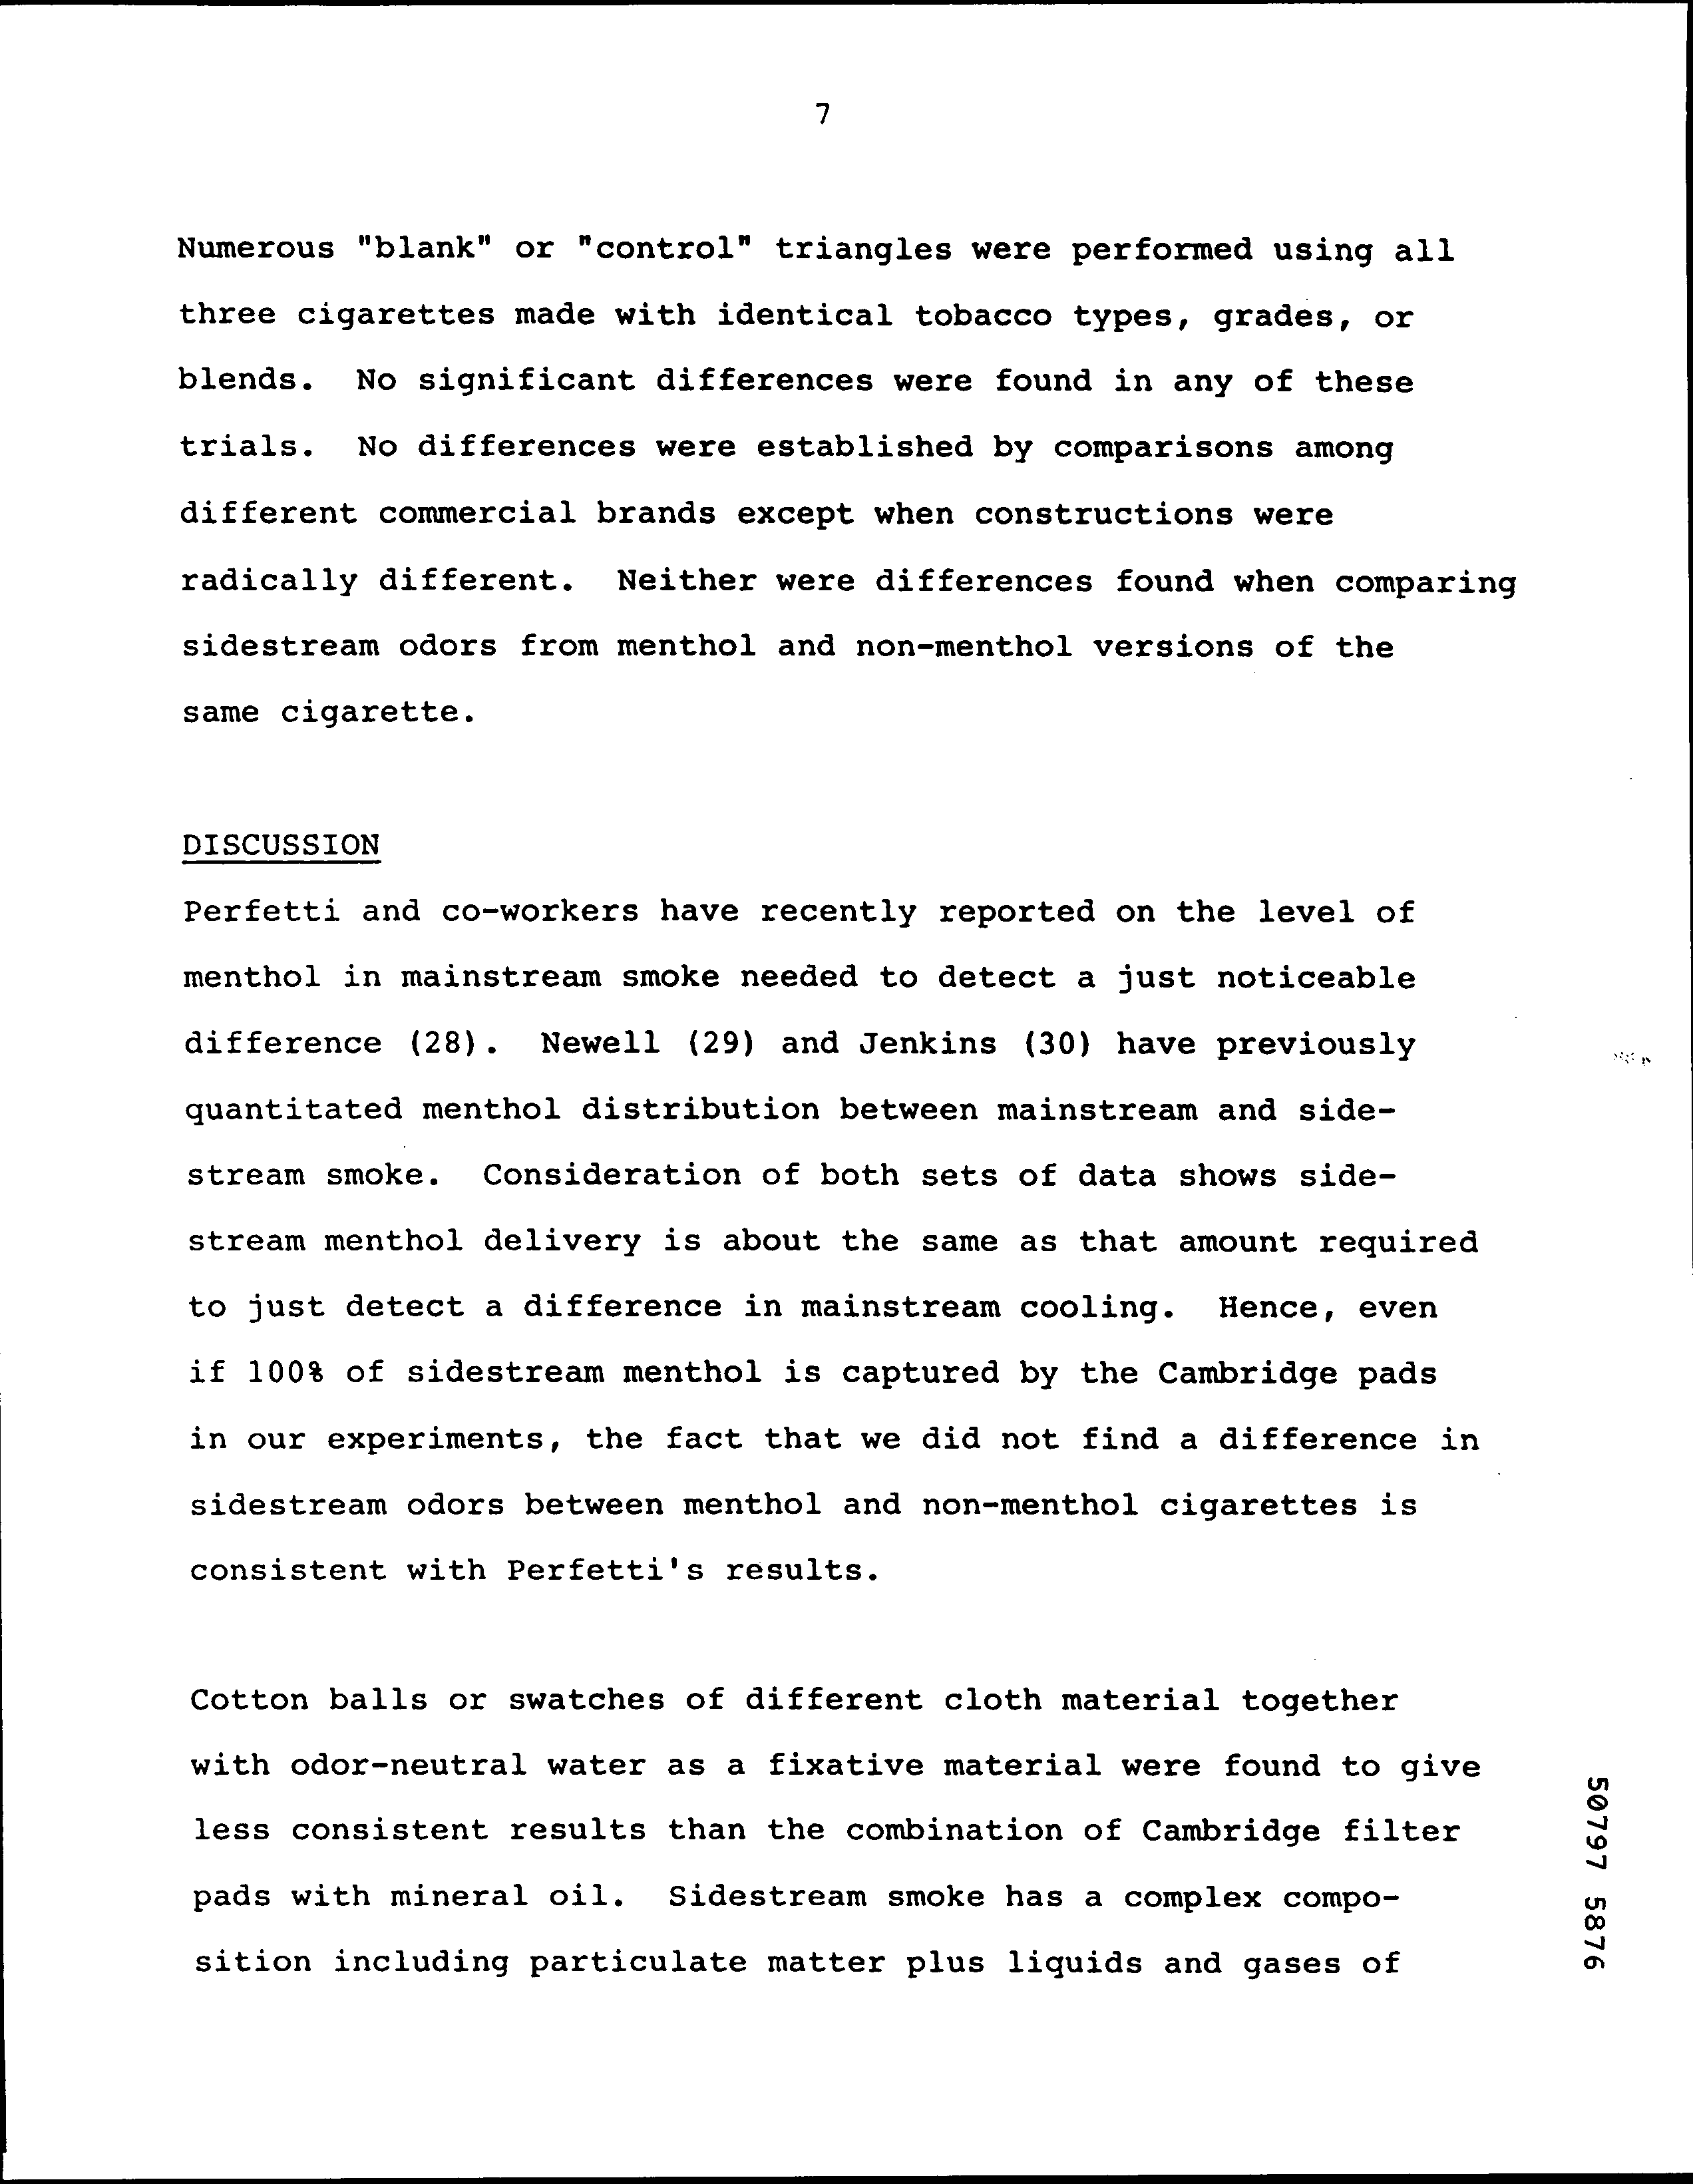 7
Numerous "blank" or "control" triangles were performed using all
three cigarettes made with identical tobacco types, grades, or
blends. No significant differences were found in any of these
trials. No differences were established by comparisons among
different commercial brands except when constructions were
radically different. Neither were differences found when comparing
sidestream odors from menthol and non-menthol versions of the
same cigarette.
DISCUSSION
Perfetti and co-workers have recently reported on the level of
menthol in mainstream smoke needed to detect a just noticeable
difference (28). Newell (29) and Jenkins (30) have previously
quantitated menthol distribution between mainstream and side-
stream smoke. Consideration of both sets of data shows side-
stream menthol delivery is about the same as that amount required
to just detect a difference in mainstream cooling. Hence, even
if 100% of sidestream menthol is captured by the Cambridge pads
in our experiments, the fact that we did not find a difference in
sidestream odors between menthol and non-menthol cigarettes is
consistent with Perfetti's results.
Cotton balls or swatches of different cloth material together
with odor-neutral water as a fixative material were found to give
less consistent results than the combination of Cambridge filter
pads with mineral oil. Sidestream smoke has a complex compo-
sition including particulate matter plus liquids and gases of
50797 5876